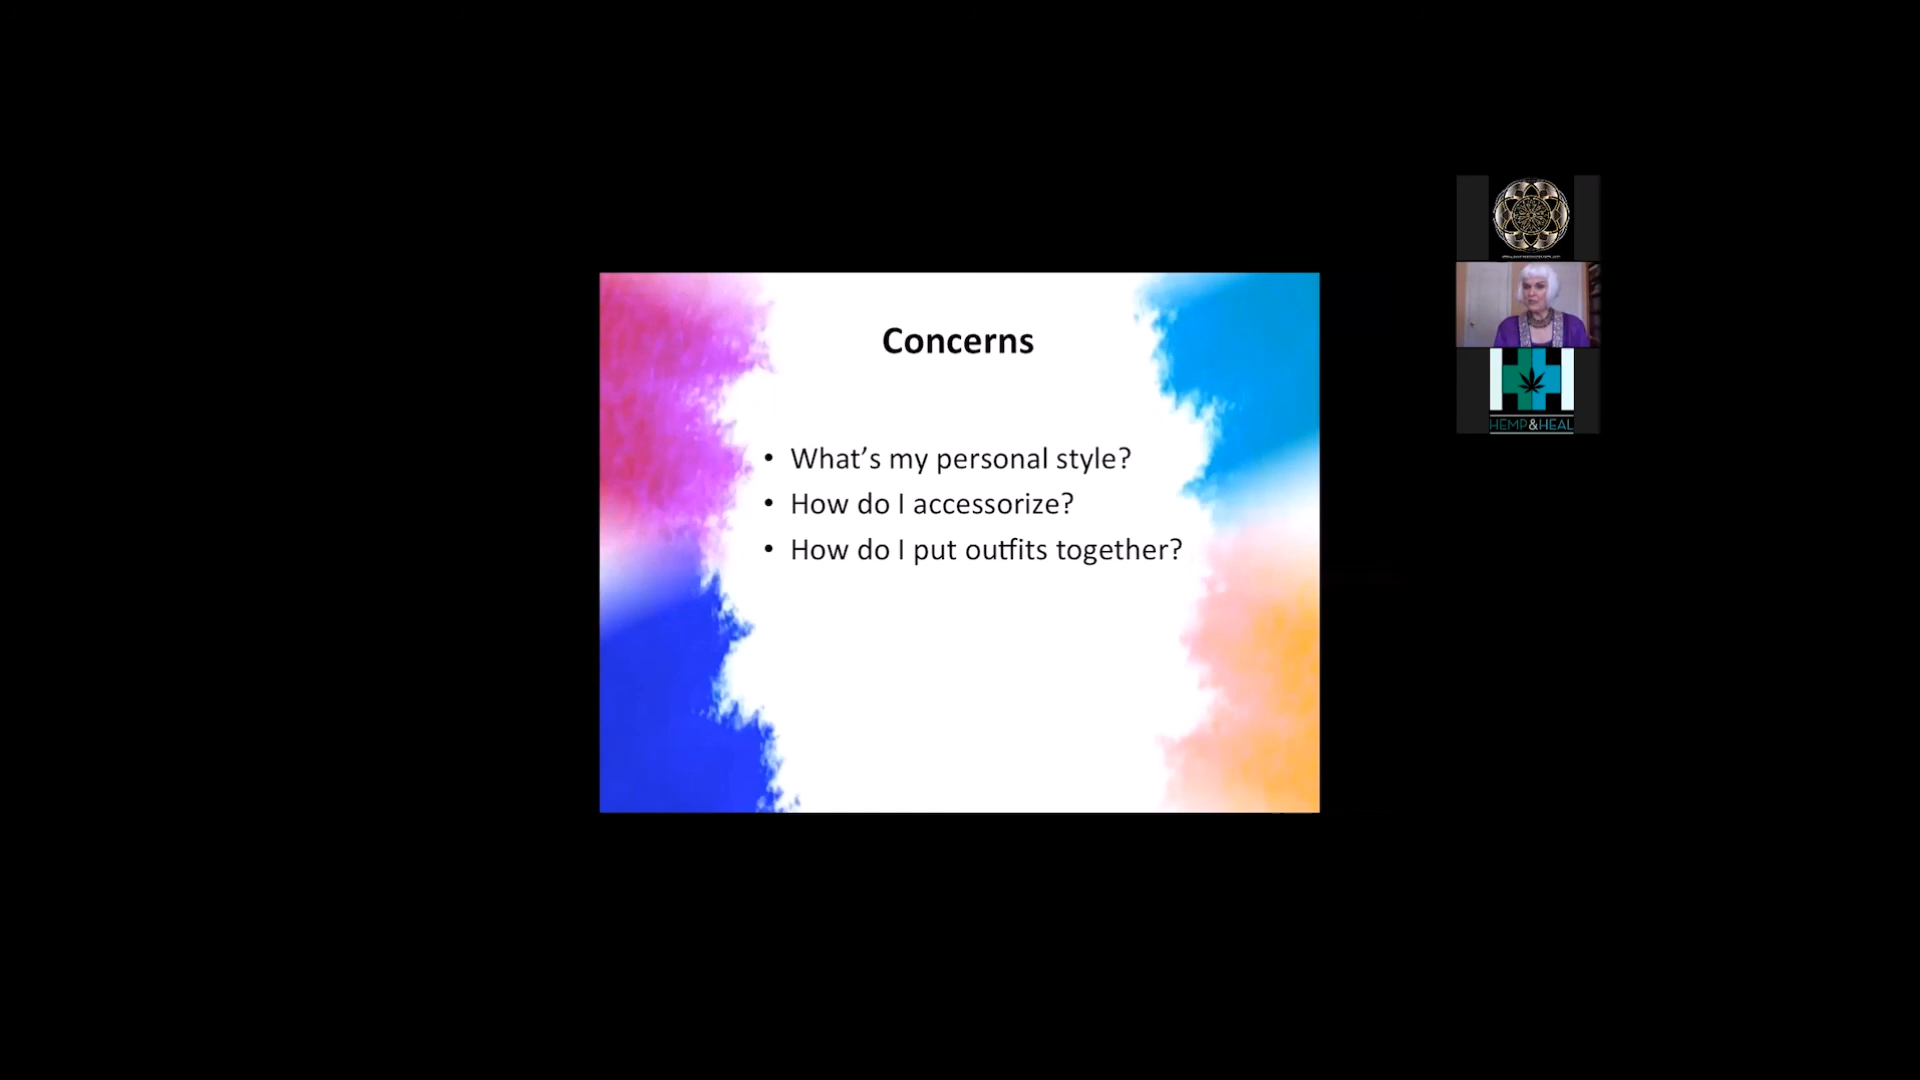 Concerns
• What's my personal style?
• How do I accessorize?
• How do I put outfits together?
HEMP&HEAL